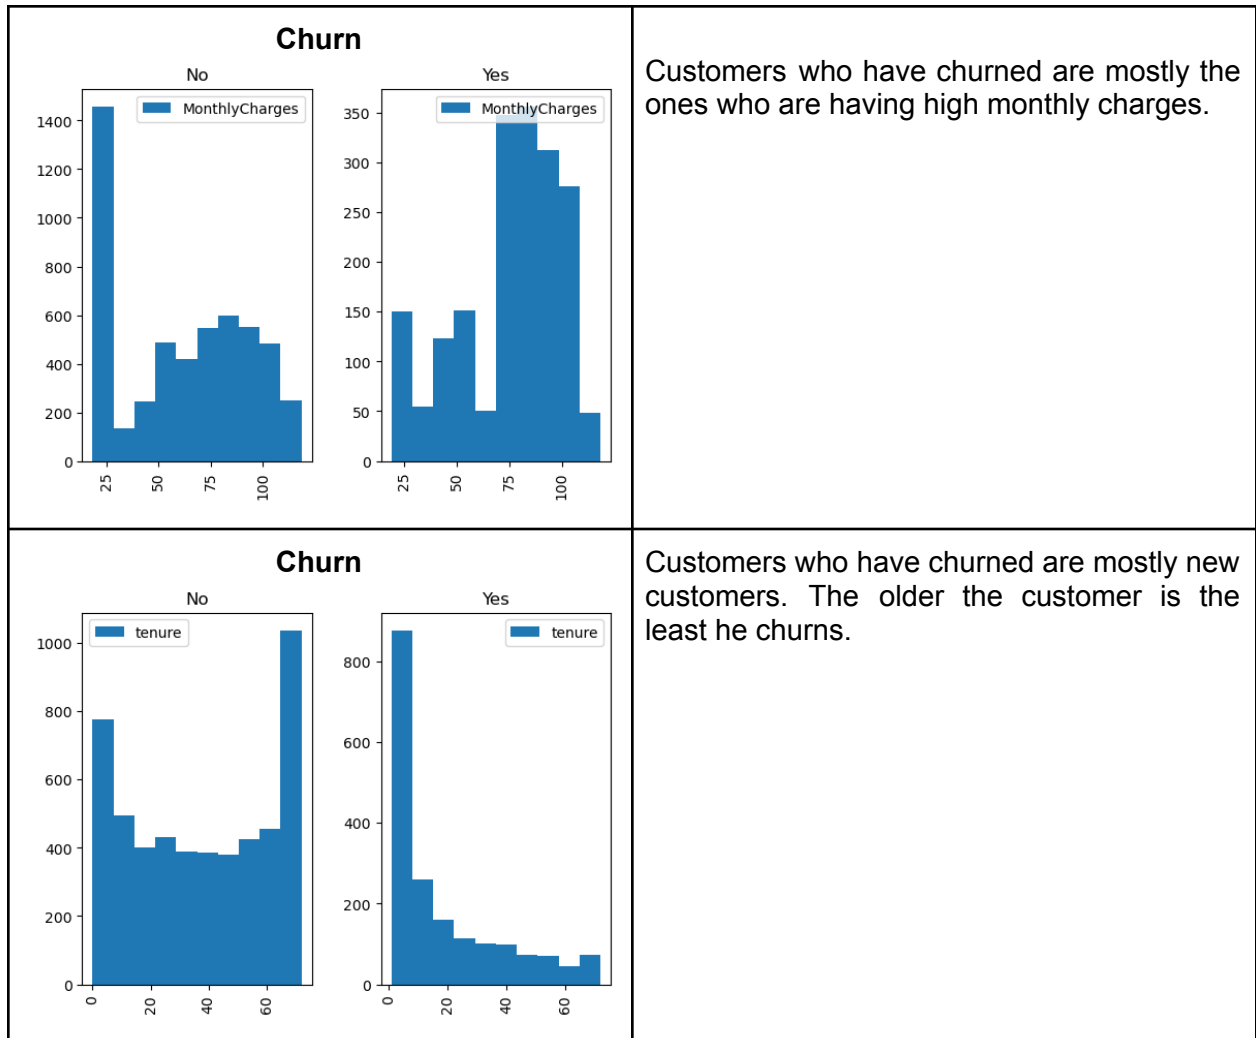 Churn
No
Yes
MonthlyCharges
MonthlyCharges
1400
1200
1000
800
600
400
200
0
25
50
75
100
350
300
250
200
150
100
50
0
25
50
75
100
Customers who have churned are mostly the
ones who are having high monthly charges.
Churn
No
Yes
tenure
tenure
1000
800
600
400
200
0
0
20
40
60
800
600
400
200
0
0
20
40
60
Customers who have churned are mostly new
customers. The older the customer is the
least he churns.